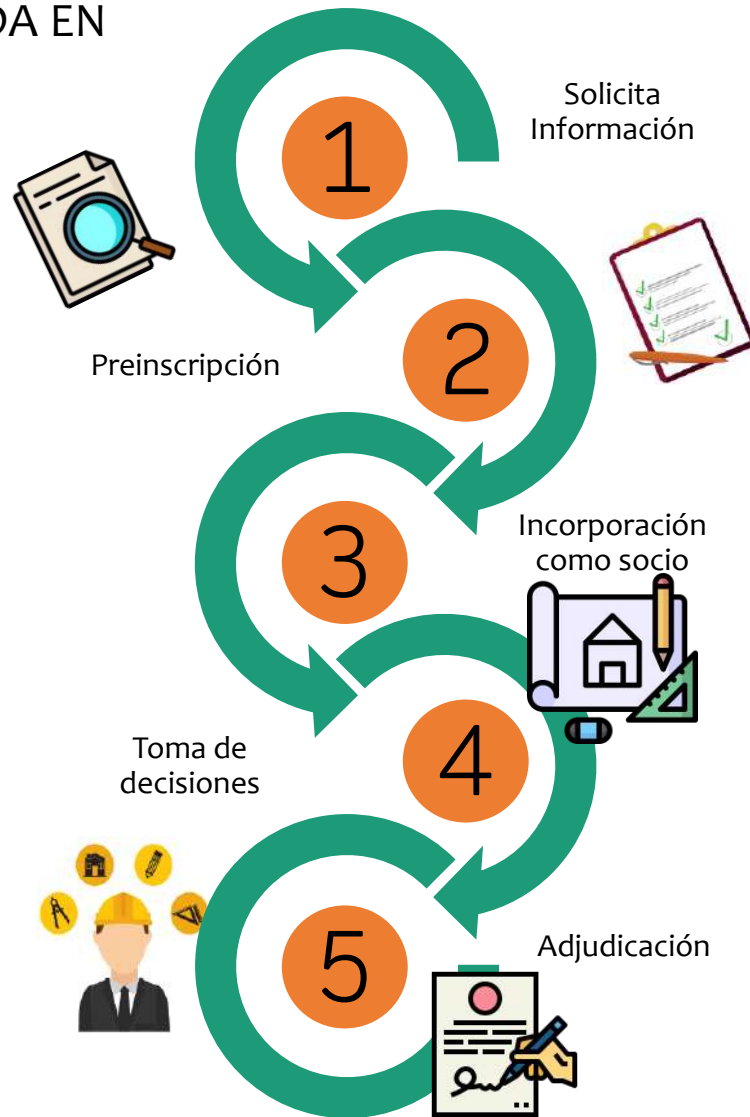 DA EN
1
Solicita
Información
Preinscripción
2
3
Incorporación
como socio
Toma de
decisiones
4
5
Adjudicación